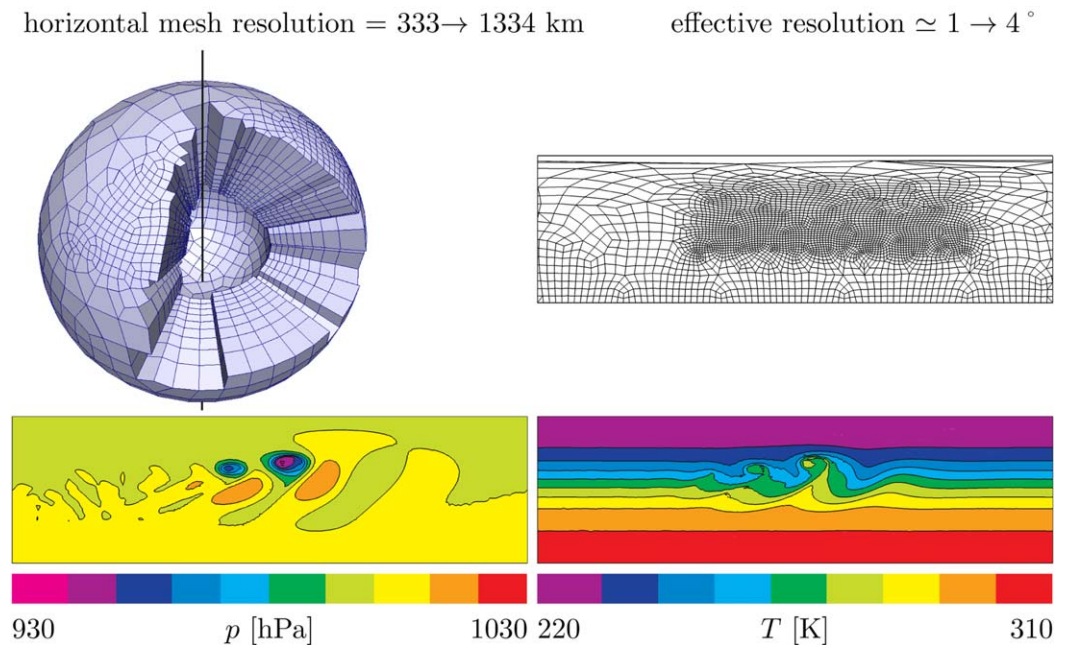 horizontal mesh resolution = 333→ 1334 km
effective resolution ≃ 1 → 4°
930 p [hPa] 1030
220 T [K] 310